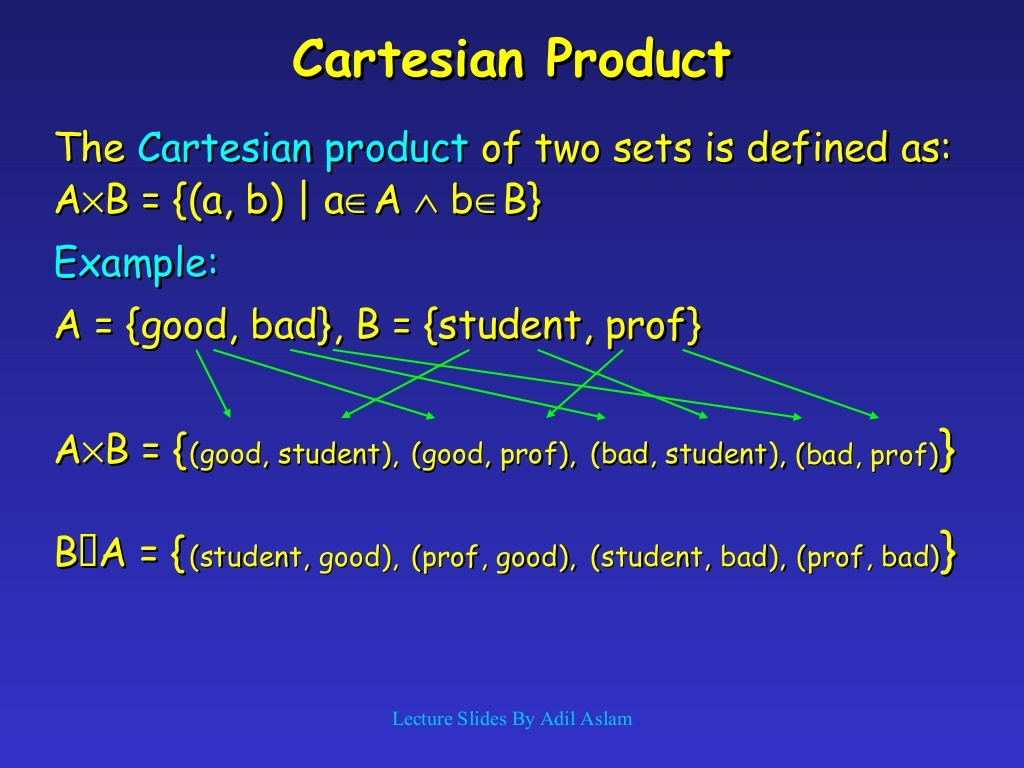 Cartesian Product
The Cartesian product of two sets is defined as:
A×B = {(a, b) | a∈A ∧ b∈B}
Example:
A = {good, bad}, B = {student, prof}
A×B = {(good, student), (good, prof), (bad, student), (bad, prof)}
B▯A = {(student, good), (prof, good), (student, bad), (prof, bad)}
Lecture Slides By Adil Aslam